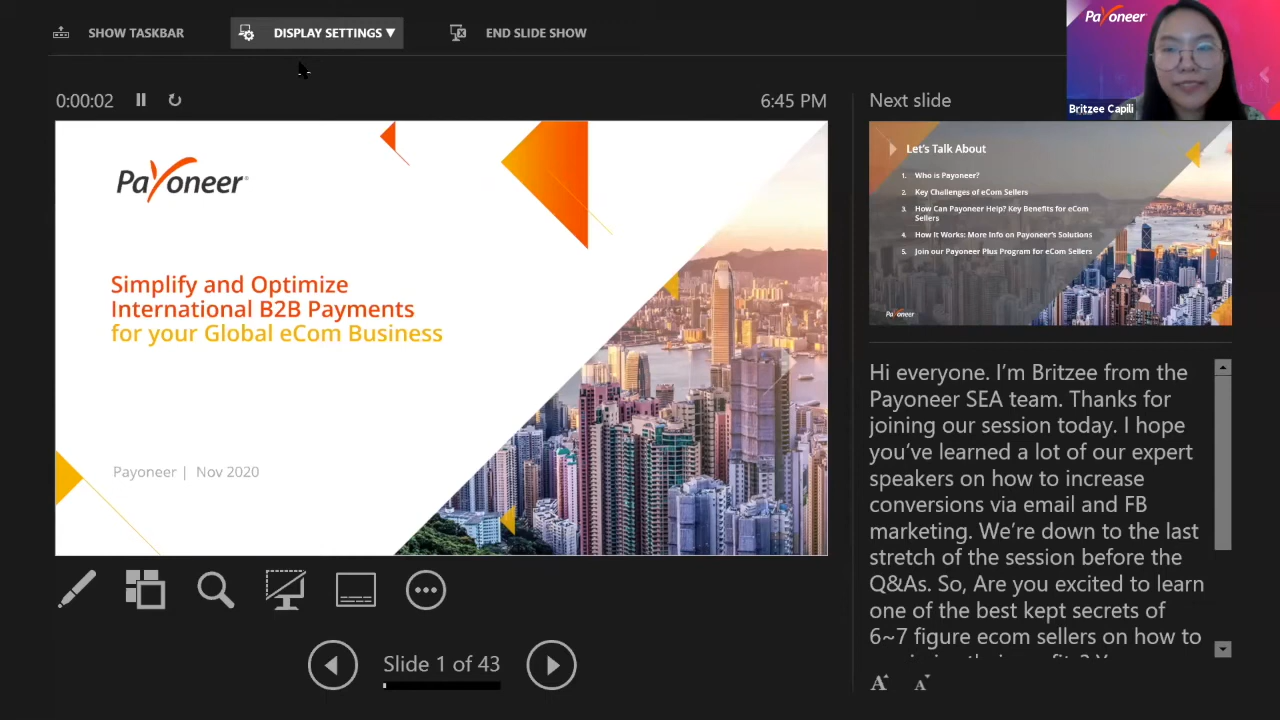 SHOW TASKBAR
DISPLAY SETTINGS ▼
END SLIDE SHOW
Payoneer
Britzee Capili
0:00:02
6:45 PM
Next slide
Payoneer
Simplify and Optimize
International B2B Payments
for your Global eCom Business
Payoneer | Nov 2020
Let's Talk About
1. Who is Payoneer?
2. Key Challenges of eCom Sellers
3. How Can Payoneer Help? Key Benefits for eCom
Sellers
4. How It Works: More Info on Payoneer's Solutions
5. Join our Payoneer Plus Program for eCom Sellers
Payoneer
Hi everyone. I'm Britzee from the
Payoneer SEA team. Thanks for
joining our session today. I hope
you've learned a lot of our expert
speakers on how to increase
conversions via email and FB
marketing. We're down to the last
stretch of the session before the
Q&As. So, Are you excited to learn
one of the best kept secrets of
6~7 figure ecom sellers on how to
Slide 1 of 43
A A